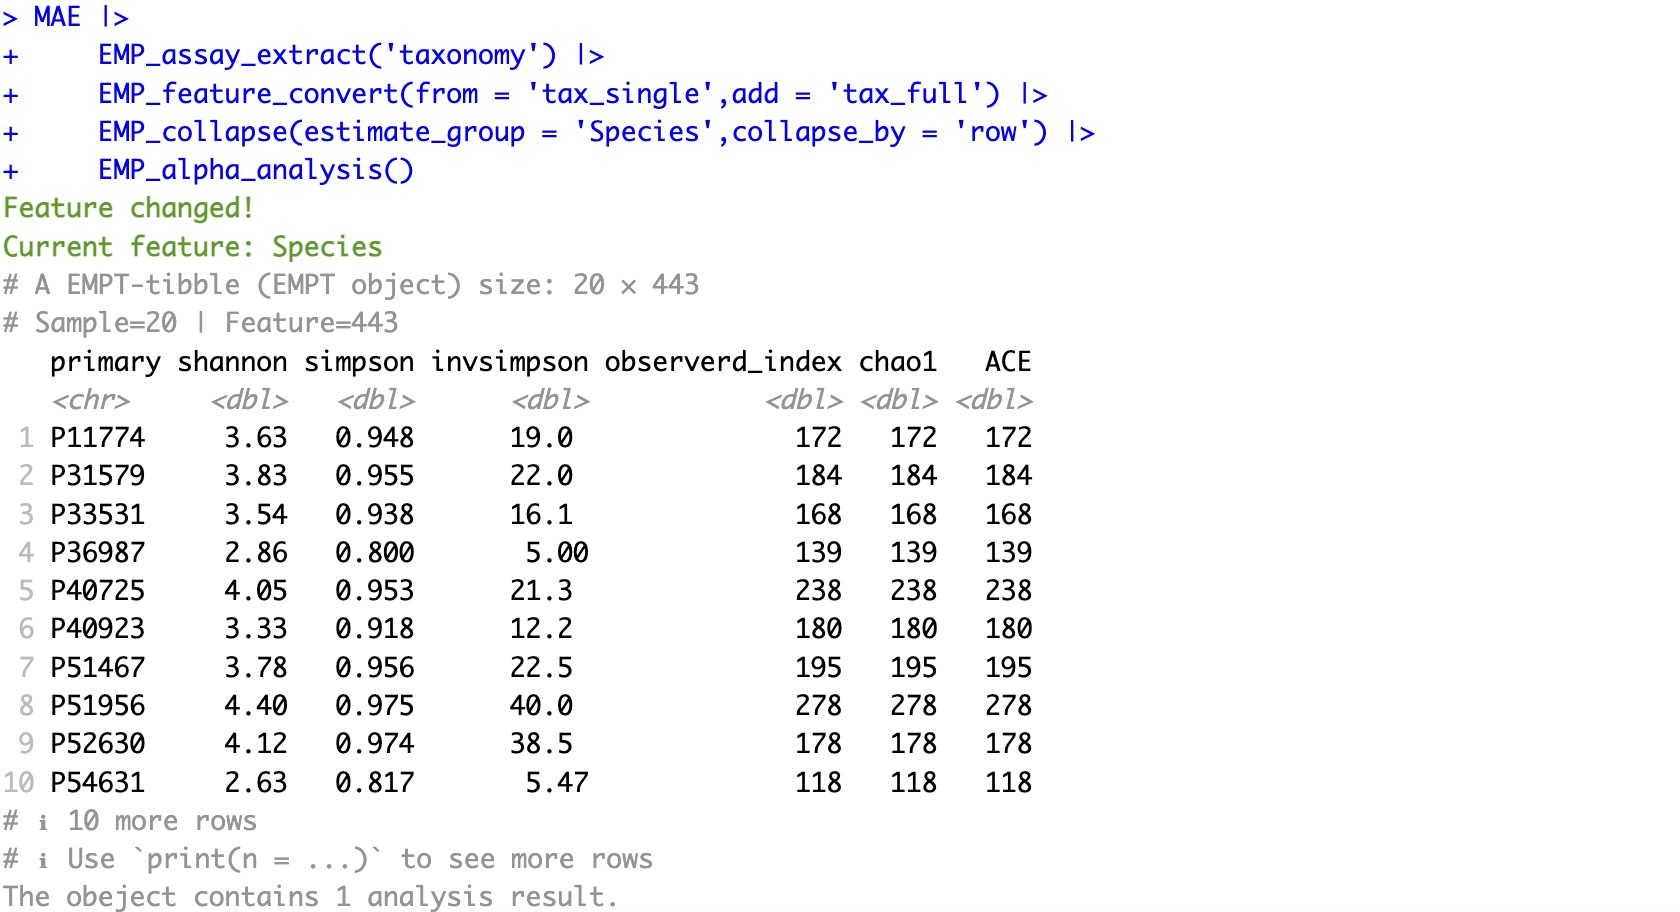 > MAE |>
+     EMP_assay_extract('taxonomy') |>
+     EMP_feature_convert(from = 'tax_single',add = 'tax_full') |>
+     EMP_collapse(estimate_group = 'Species',collapse_by = 'row') |>
+     EMP_alpha_analysis()
Feature changed!
Current feature: Species
# A EMPT-tibble (EMPT object) size: 20 × 443
# Sample=20 | Feature=443
   primary shannon simpson invsimpson observerd_index chao1   ACE
   <chr>     <dbl>   <dbl>      <dbl>           <dbl> <dbl> <dbl>
 1 P11774     3.63   0.948      19.0              172   172   172
 2 P31579     3.83   0.955      22.0              184   184   184
 3 P33531     3.54   0.938      16.1              168   168   168
 4 P36987     2.86   0.800       5.00             139   139   139
 5 P40725     4.05   0.953      21.3              238   238   238
 6 P40923     3.33   0.918      12.2              180   180   180
 7 P51467     3.78   0.956      22.5              195   195   195
 8 P51956     4.40   0.975      40.0              278   278   278
 9 P52630     4.12   0.974      38.5              178   178   178
10 P54631     2.63   0.817       5.47             118   118   118
# ℹ 10 more rows
# ℹ Use `print(n = ...)` to see more rows
The obeject contains 1 analysis result.